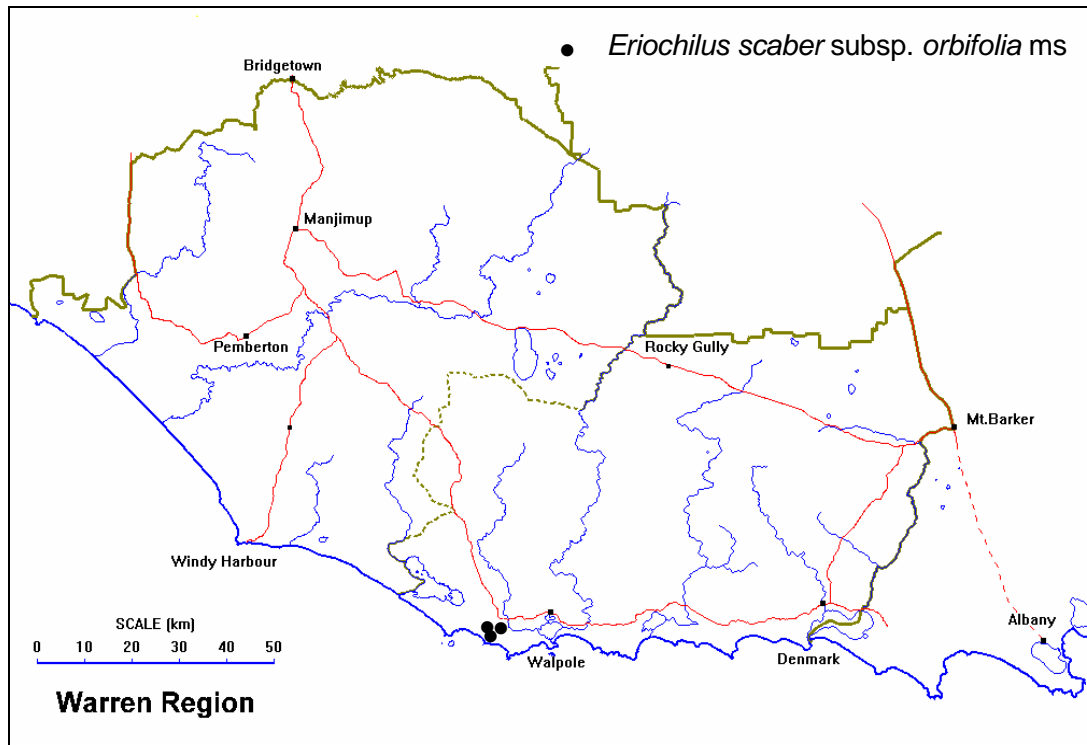 Eriochilus scaber subsp. orbifolia ms
Bridgetown
Manjimup
Pemberton
Rocky Gully
Mt.Barker
Windy Harbour
SCALE (km)
0 10 20 30 40 50
Walpole
Denmark
Albany
Warren Region